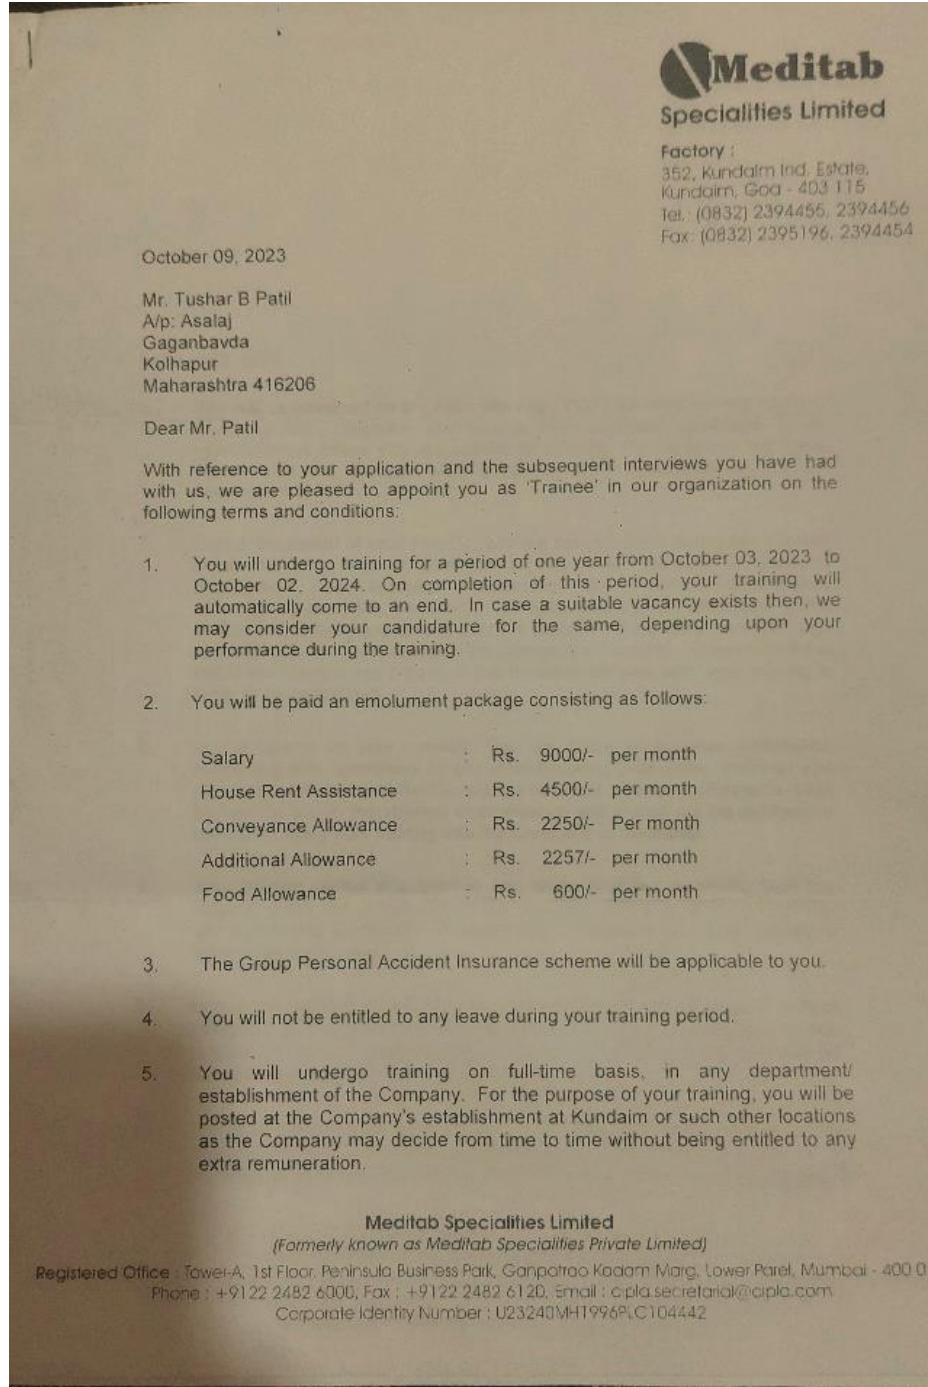 Meditab
Specialities Limited
Factory :
352, Kundaim Ind. Estate,
Kundaim, Goa - 403 115
Tel.: (0832) 2394455, 2394456
Fax: (0832) 2395196, 2394454
October 09, 2023
Mr. Tushar B Patil
A/p: Asalaj
Gaganbavda
Kolhapur
Maharashtra 416206
Dear Mr. Patil
With reference to your application and the subsequent interviews you have had
with us, we are pleased to appoint you as 'Trainee' in our organization on the
following terms and conditions:
1. You will undergo training for a period of one year from October 03, 2023 to
October 02, 2024. On completion of this period, your training will
automatically come to an end. In case a suitable vacancy exists then, we
may consider your candidature for the same, depending upon your
performance during the training.
2. You will be paid an emolument package consisting as follows:
Salary : Rs. 9000/- per month
House Rent Assistance : Rs. 4500/- per month
Conveyance Allowance : Rs. 2250/- Per month
Additional Allowance : Rs. 2257/- per month
Food Allowance : Rs. 600/- per month
3. The Group Personal Accident Insurance scheme will be applicable to you.
4. You will not be entitled to any leave during your training period.
5. You will undergo training on full-time basis, in any department/
establishment of the Company. For the purpose of your training, you will be
posted at the Company's establishment at Kundaim or such other locations
as the Company may decide from time to time without being entitled to any
extra remuneration.
Meditab Specialities Limited
(Formerly known as Meditab Specialities Private Limited)
Registered Office : Tower-A, 1st Floor, Peninsula Business Park, Ganpatrao Kadam Marg, Lower Parel, Mumbai - 400 0
Phone : +9122 2482 6000, Fax : +9122 2482 6120, Email : cipla.secretarial@cipla.com
Corporate Identity Number : U23240MH1996PLC104442